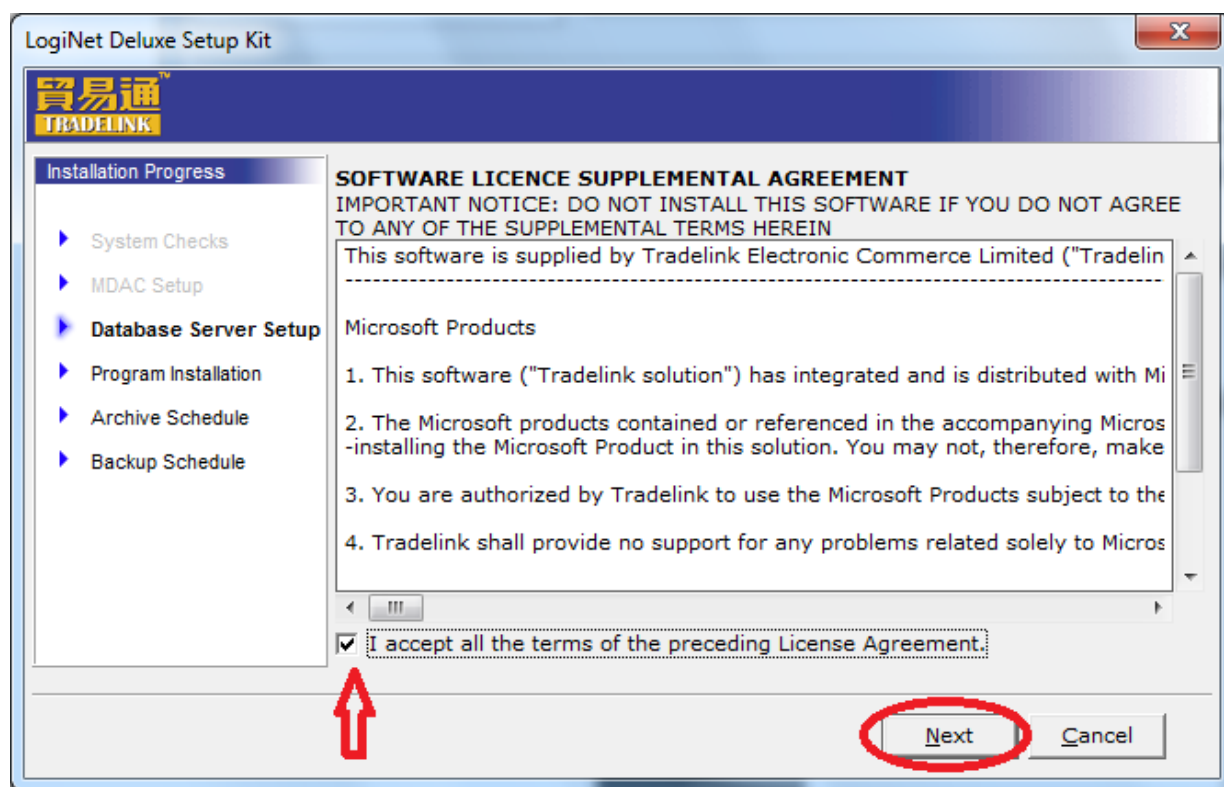 LogiNet Deluxe Setup Kit
貿易通™
TRADELINK
Installation Progress
System Checks
MDAC Setup
Database Server Setup
Program Installation
Archive Schedule
Backup Schedule
SOFTWARE LICENCE SUPPLEMENTAL AGREEMENT
IMPORTANT NOTICE: DO NOT INSTALL THIS SOFTWARE IF YOU DO NOT AGREE
TO ANY OF THE SUPPLEMENTAL TERMS HEREIN
This software is supplied by Tradelink Electronic Commerce Limited ("Tradelin
--------------------------------------------------------------------------------
Microsoft Products
1. This software ("Tradelink solution") has integrated and is distributed with Mi
2. The Microsoft products contained or referenced in the accompanying Micros
-installing the Microsoft Product in this solution. You may not, therefore, make
3. You are authorized by Tradelink to use the Microsoft Products subject to the
4. Tradelink shall provide no support for any problems related solely to Micros
I accept all the terms of the preceding License Agreement.
Next
Cancel